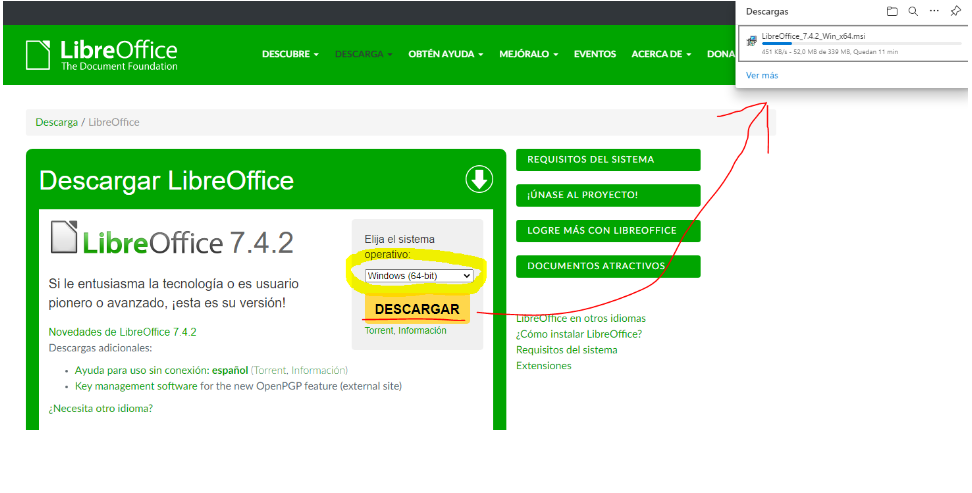 Descargas
LibreOffice_7.4.2_Win_x64.msi
451 KB/s - 52,0 MB de 339 MB, Quedan 11 min
Ver más
LibreOffice
The Document Foundation
DESCUBRE
DESCARGA
OBTÉN AYUDA
MEJÓRALO
EVENTOS
ACERCA DE
DONA
Descarga / LibreOffice
Descargar LibreOffice
LibreOffice 7.4.2
Si le entusiasma la tecnología o es usuario
pionero o avanzado, ¡esta es su versión!
Novedades de LibreOffice 7.4.2
Descargas adicionales:
Ayuda para uso sin conexión: español (Torrent, Información)
Key management software for the new OpenPGP feature (external site)
¿Necesita otro idioma?
Elija el sistema
operativo:
Windows (64-bit)
DESCARGAR
Torrent, Información
REQUISITOS DEL SISTEMA
¡ÚNASE AL PROYECTO!
LOGRE MÁS CON LIBREOFFICE
DOCUMENTOS ATRACTIVOS
LibreOffice en otros idiomas
¿Cómo instalar LibreOffice?
Requisitos del sistema
Extensiones